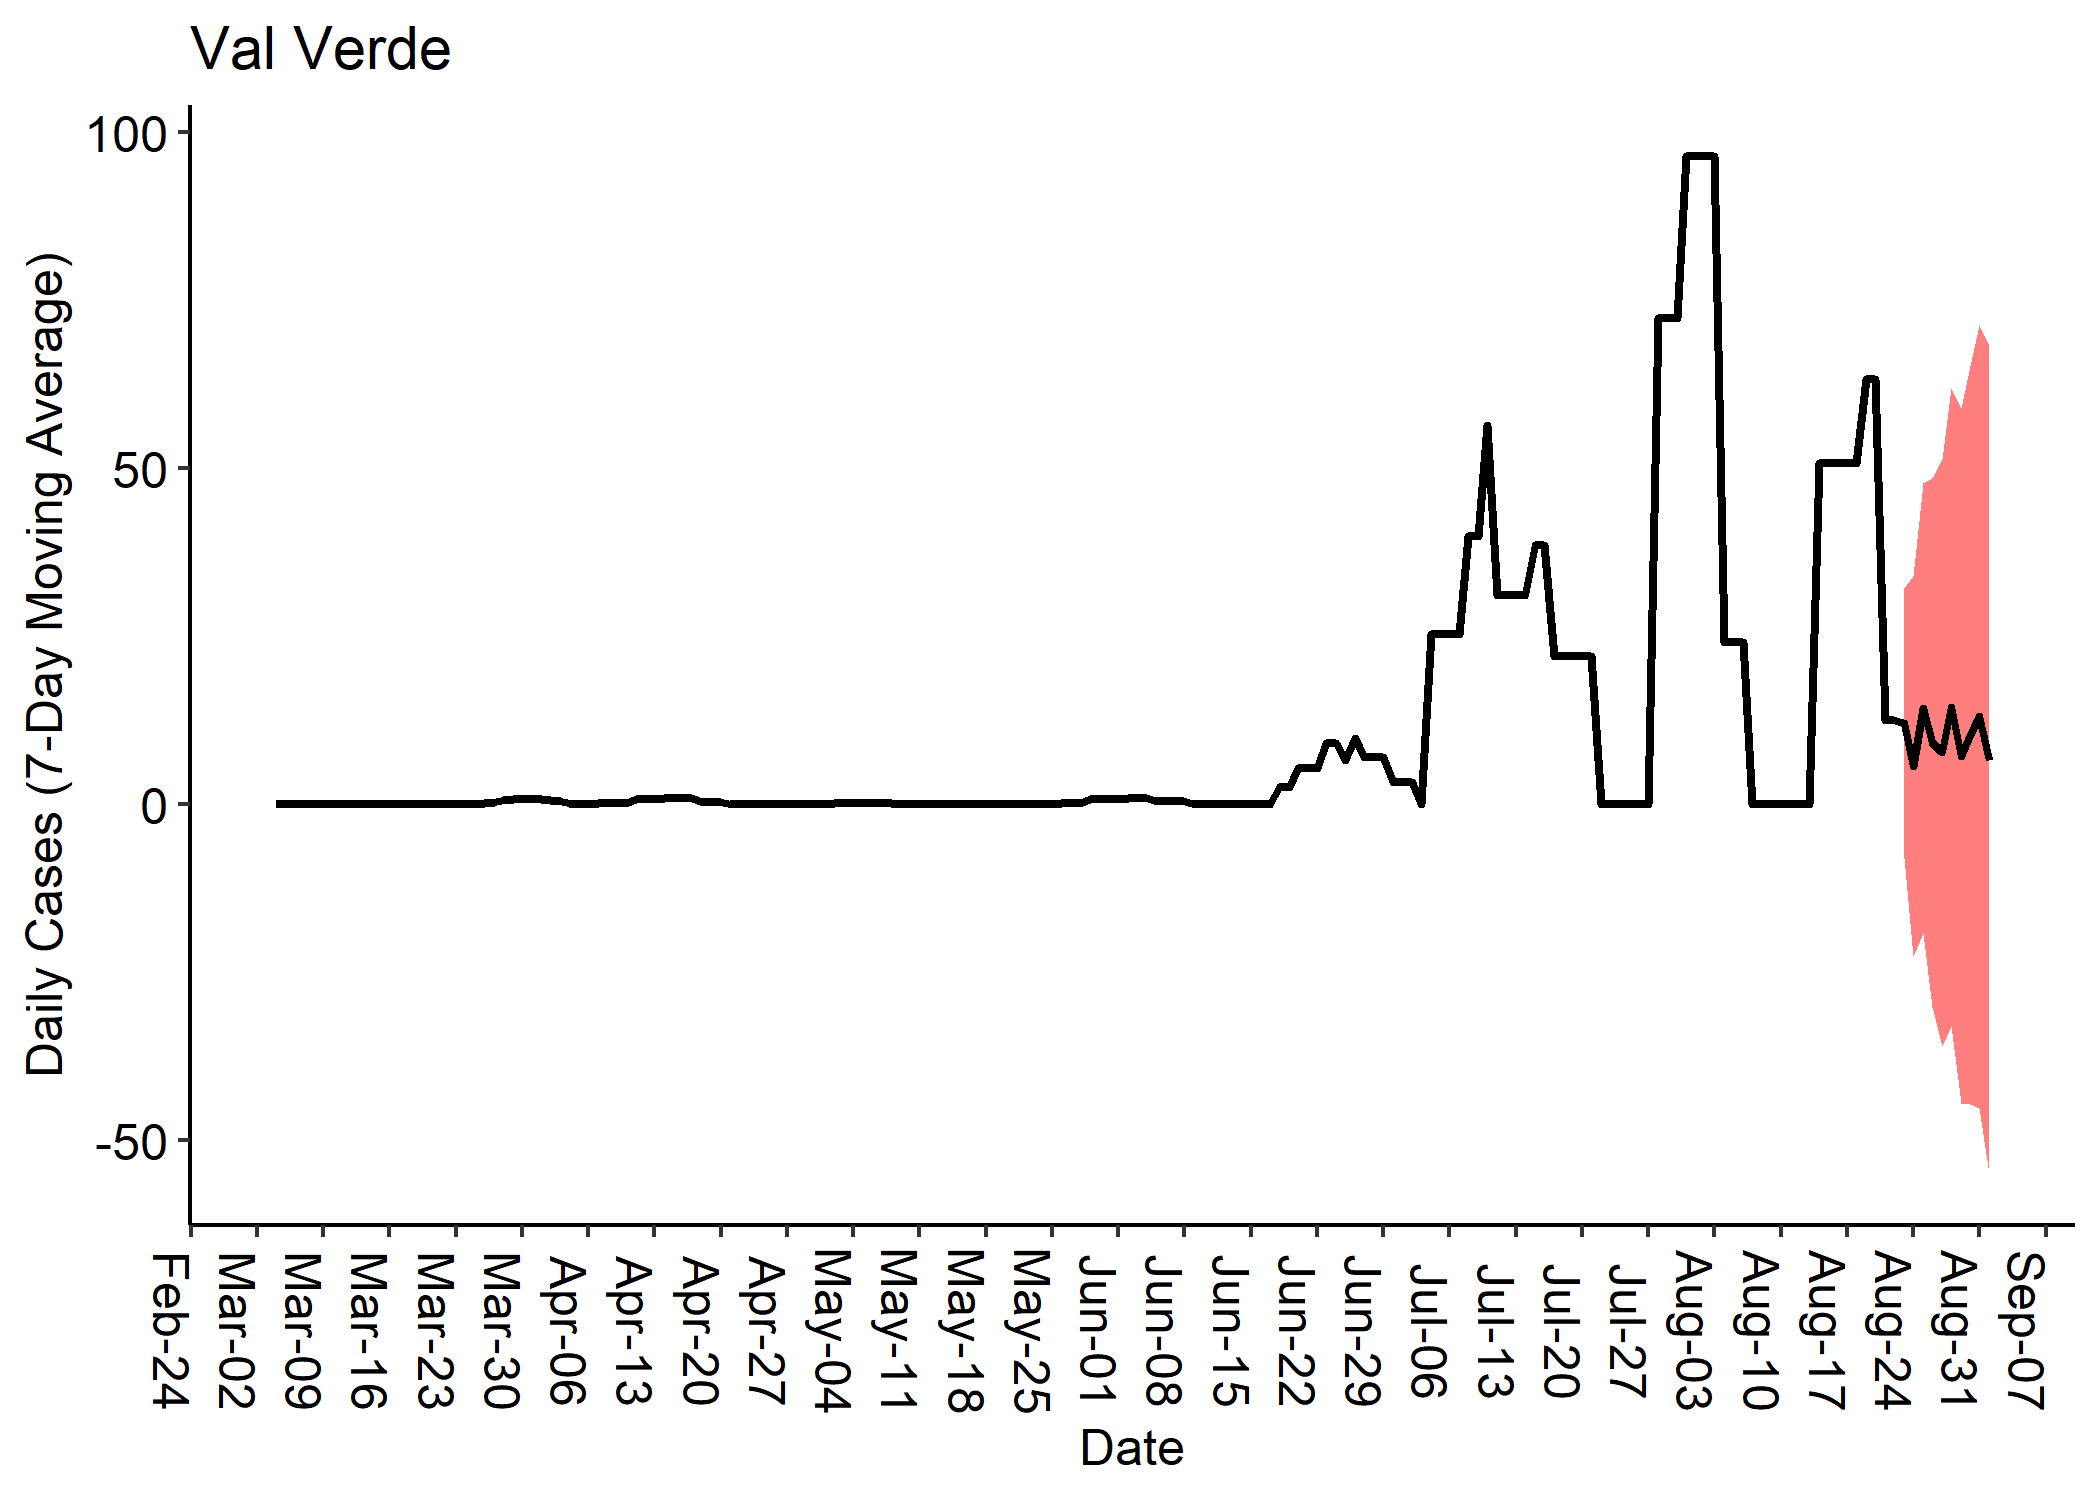 Val Verde
Daily Cases (7-Day Moving Average)
100
50
0
-50
Feb-24
Mar-02
Mar-09
Mar-16
Mar-23
Mar-30
Apr-06
Apr-13
Apr-20
Apr-27
May-04
May-11
May-18
May-25
Jun-01
Jun-08
Jun-15
Jun-22
Jun-29
Jul-06
Jul-13
Jul-20
Jul-27
Aug-03
Aug-10
Aug-17
Aug-24
Aug-31
Sep-07
Date